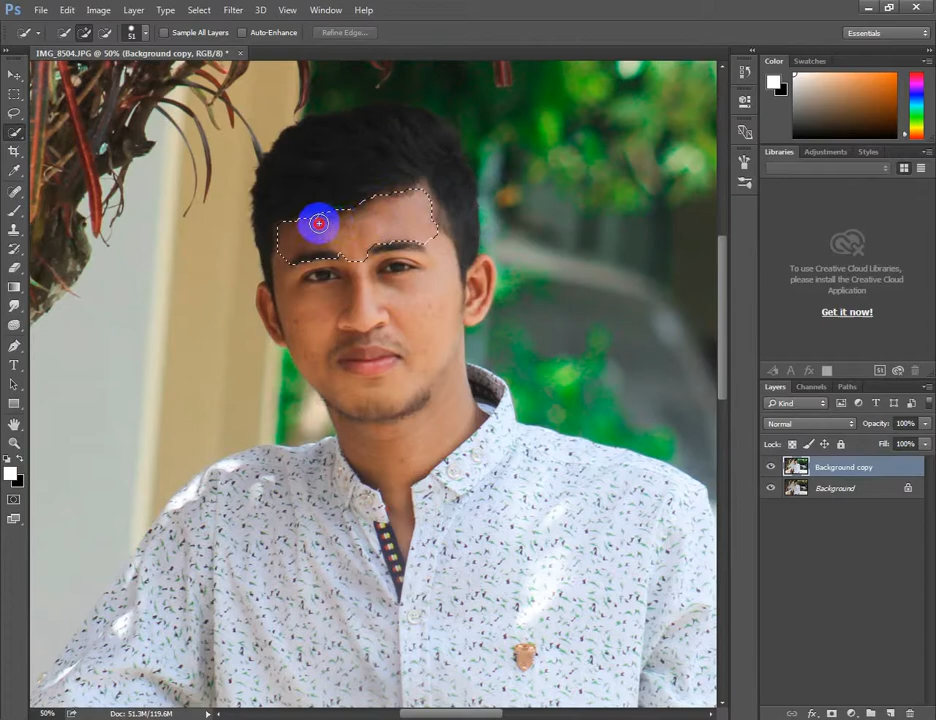 Ps File Edit Image Layer Type Select Filter 3D View Window Help
51 Sample All Layers Auto-Enhance Refine Edge... Essentials
IMG_8504.JPG @ 50% (Background copy, RGB/8) * ×
Color Swatches
Libraries Adjustments Styles
To use Creative Cloud Libraries,
please install the Creative Cloud
Application
Get it now!
Layers Channels Paths
Kind
Normal Opacity: 100%
Lock: Fill: 100%
Background copy
Background
50% Doc: 51.3M/119.6M